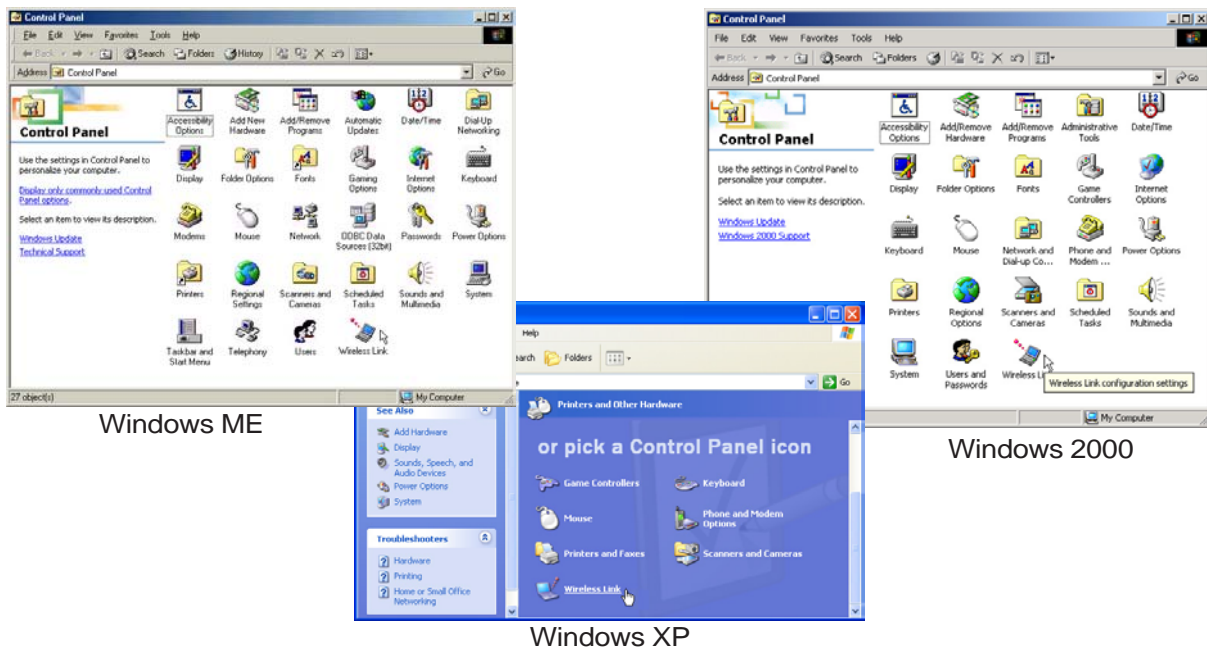 Control Panel
File Edit View Favorites Tools Help
Back Search Folders History
Address Control Panel Go
Control Panel
Use the settings in Control Panel to
personalize your computer.
Display only commonly used Control
Panel options.
Select an item to view its description.
Windows Update
Technical Support
Accessibility
Options
Add New
Hardware
Add/Remove
Programs
Automatic
Updates
Date/Time
Dial-Up
Networking
Display
Folder Options
Fonts
Gaming
Options
Internet
Options
Keyboard
Modems
Mouse
Network
ODBC Data
Sources (32bit)
Passwords
Power Options
Printers
Regional
Settings
Scanners and
Cameras
Scheduled
Tasks
Sounds and
Multimedia
System
Taskbar and
Start Menu
Telephony
Users
Wireless Link
27 object(s) My Computer
Windows ME
Control Panel
File Edit View Favorites Tools Help
Back Search Folders
Address Control Panel Go
Control Panel
Use the settings in Control Panel to
personalize your computer.
Select an item to view its description.
Windows Update
Windows 2000 Support
Accessibility
Options
Add/Remove
Hardware
Add/Remove
Programs
Administrative
Tools
Date/Time
Display
Folder Options
Fonts
Game
Controllers
Internet
Options
Keyboard
Mouse
Network and
Dial-up Co...
Phone and
Modem ...
Power Options
Printers
Regional
Options
Scanners and
Cameras
Scheduled
Tasks
Sounds and
Multimedia
System
Users and
Passwords
Wireless Li
Wireless Link configuration settings
My Computer
Windows 2000
Help
earch Folders
Go
See Also
Add Hardware
Display
Sounds, Speech, and
Audio Devices
Power Options
System
Troubleshooters
Hardware
Printing
Home or Small Office
Networking
Printers and Other Hardware
or pick a Control Panel icon
Game Controllers
Keyboard
Mouse
Phone and Modem
Options
Printers and Faxes
Scanners and Cameras
Wireless Link
Windows XP